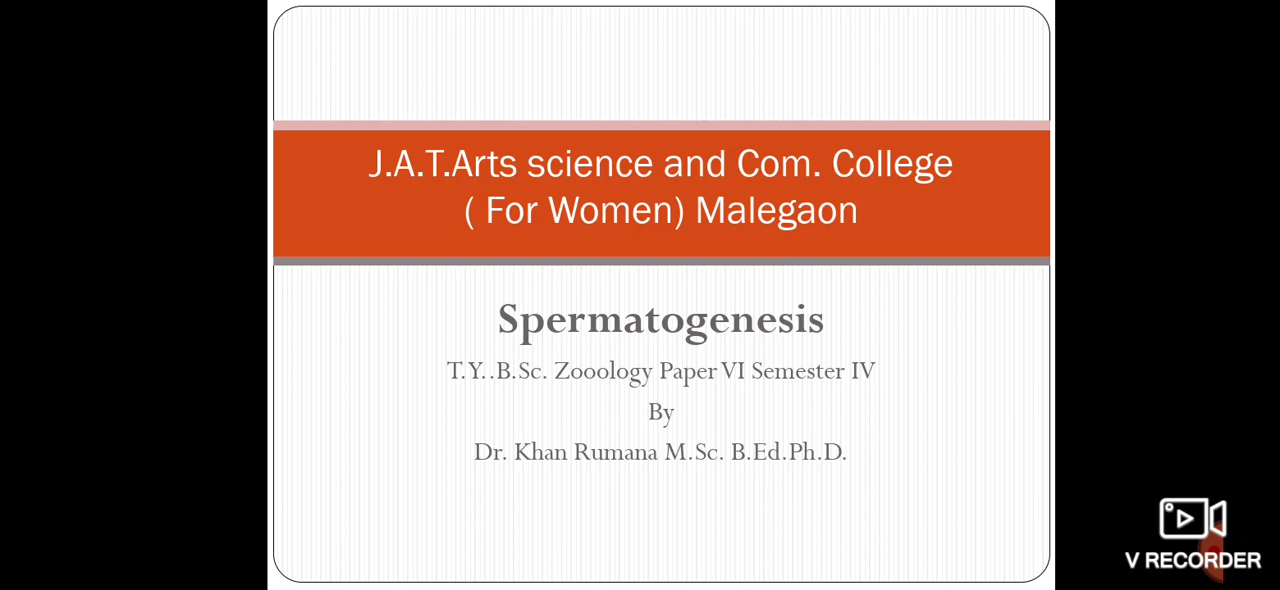 J.A.T.Arts science and Com. College
( For Women) Malegaon
Spermatogenesis
T.Y..B.Sc. Zooology Paper VI Semester IV
By
Dr. Khan Rumana M.Sc. B.Ed.Ph.D.
V RECORDER